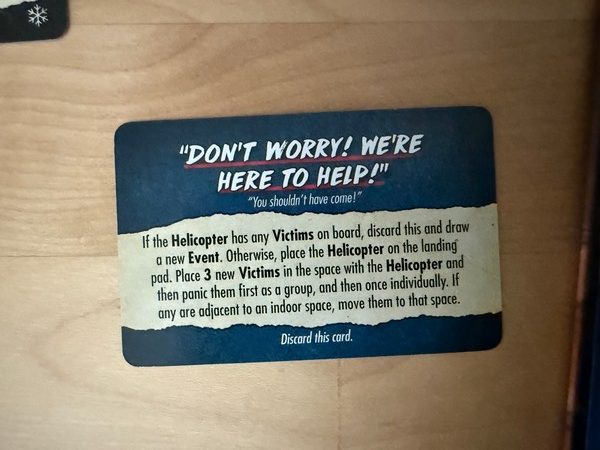 "DON'T WORRY! WE'RE
HERE TO HELP!"
"You shouldn't have come!"
If the Helicopter has any Victims on board, discard this and draw
a new Event. Otherwise, place the Helicopter on the landing
pad. Place 3 new Victims in the space with the Helicopter and
then panic them first as a group, and then once individually. If
any are adjacent to an indoor space, move them to that space.
Discard this card.